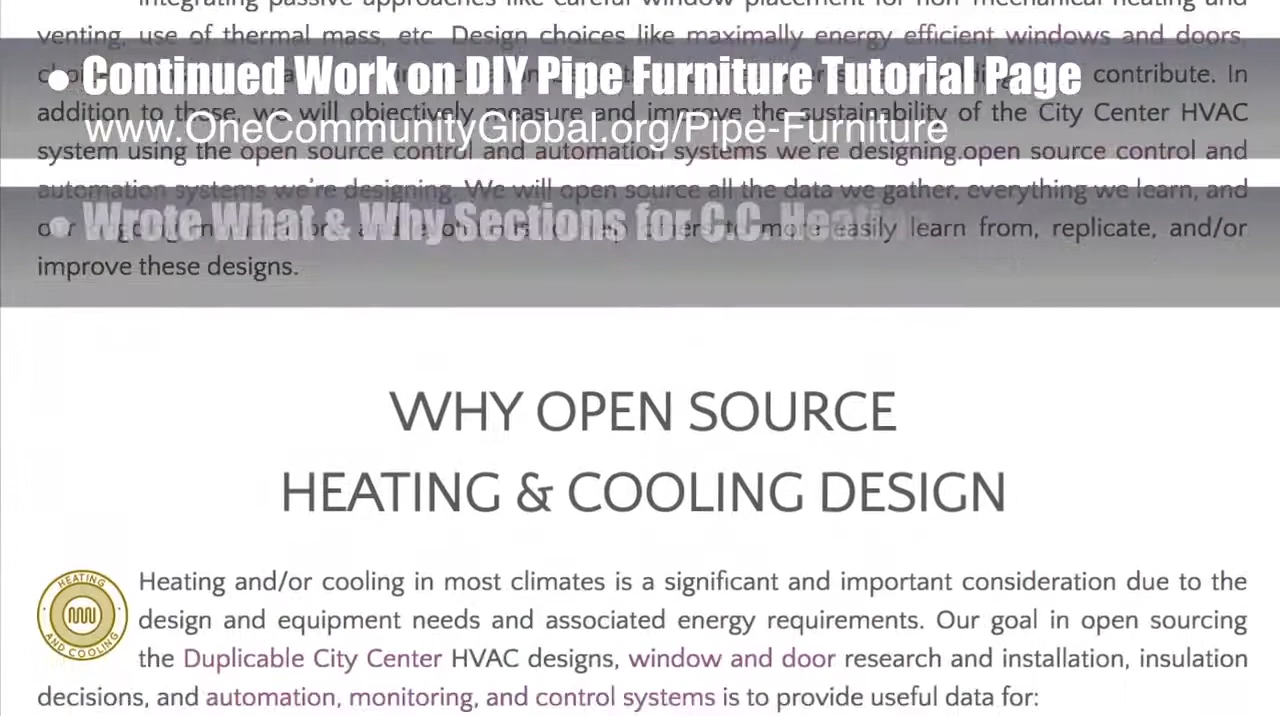 integrating passive approaches like careful window placement for non-mechanical heating and
venting, use of thermal mass, etc. Design choices like maximally energy efficient windows and doors,
• Continued Work on DIY Pipe Furniture Tutorial Page
contribute. In
addition to these, we will objectively measure and improve the sustainability of the City Center HVAC
www.OneCommunityGlobal.org/Pipe-Furniture
system using the open source control and automation systems we're designing.open source control and
automation systems we're designing. We will open source all the data we gather, everything we learn, and
• Wrote What & Why Sections for C.C. Heating
more easily learn from, replicate, and/or
improve these designs.
WHY OPEN SOURCE
HEATING & COOLING DESIGN
HEATING
AND COOLING
Heating and/or cooling in most climates is a significant and important consideration due to the
design and equipment needs and associated energy requirements. Our goal in open sourcing
the Duplicable City Center HVAC designs, window and door research and installation, insulation
decisions, and automation, monitoring, and control systems is to provide useful data for: